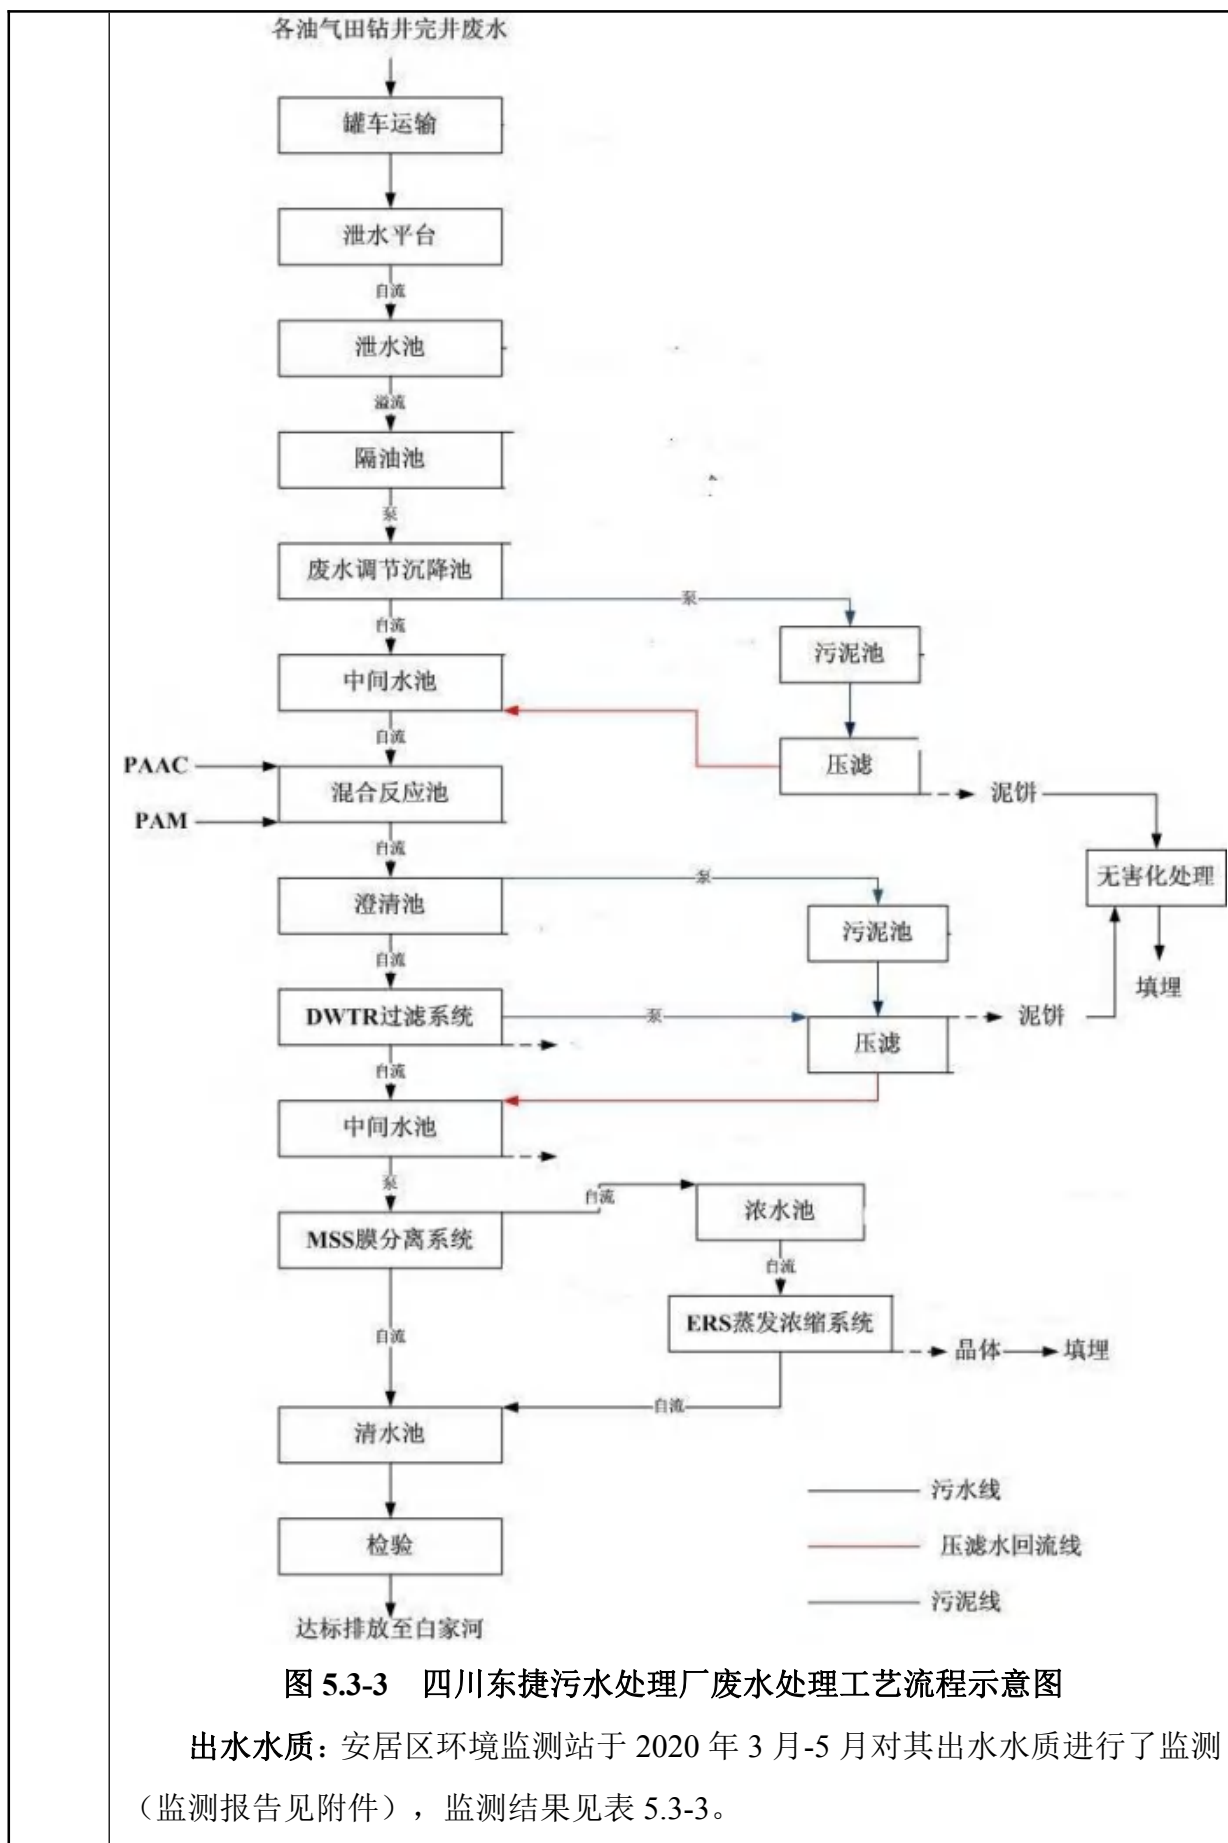 各油气田钻井完井废水
罐车运输
泄水平台
自流
泄水池
溢流
隔油池
泵
废水调节沉降池
泵
自流
污泥池
中间水池
自流
PAAC
压滤
混合反应池
泥饼
PAM
自流
泵
无害化处理
澄清池
污泥池
自流
填埋
DWTR过滤系统
泵
泥饼
压滤
自流
中间水池
泵
自流
浓水池
MSS膜分离系统
自流
ERS蒸发浓缩系统
自流
晶体
填埋
自流
清水池
污水线
检验
压滤水回流线
污泥线
达标排放至白家河
图 5.3-3 四川东捷污水处理厂废水处理工艺流程示意图
出水水质：安居区环境监测站于 2020 年 3 月-5 月对其出水水质进行了监测
（监测报告见附件），监测结果见表 5.3-3。